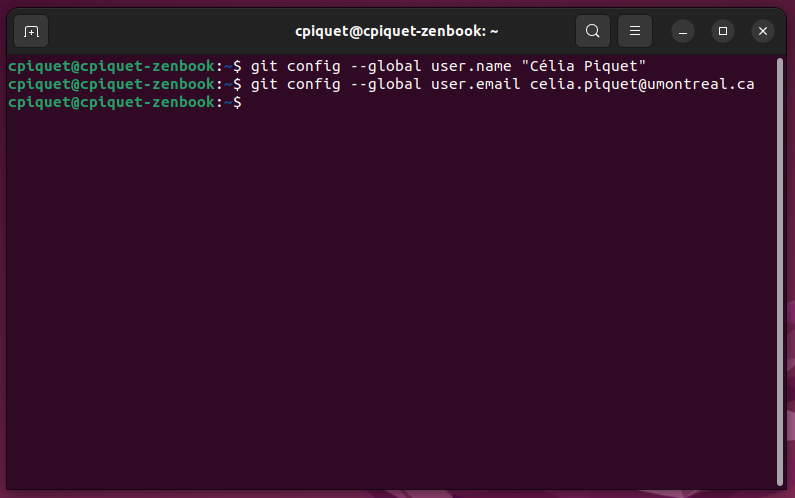 cpiquet@cpiquet-zenbook: ~
cpiquet@cpiquet-zenbook:~$ git config --global user.name "Célia Piquet"
cpiquet@cpiquet-zenbook:~$ git config --global user.email celia.piquet@umontreal.ca
cpiquet@cpiquet-zenbook:~$